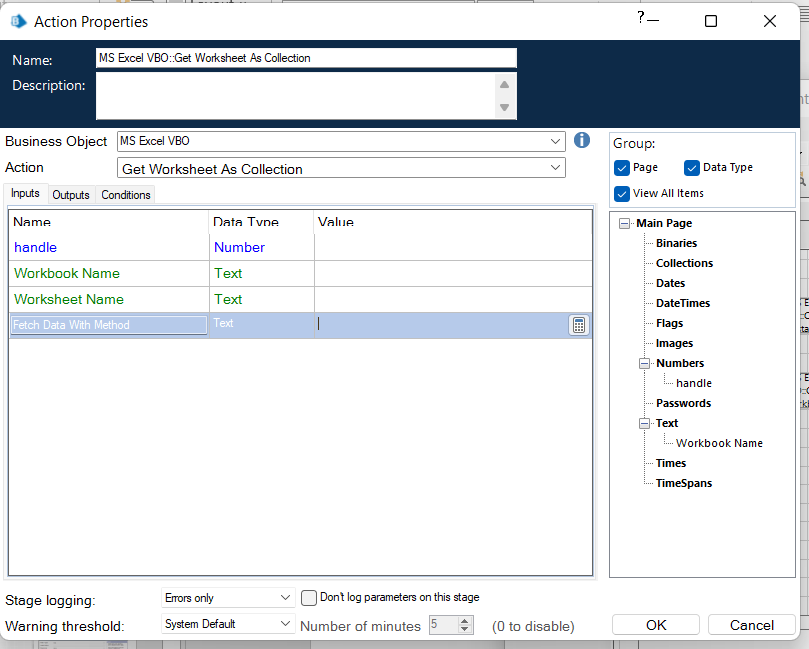 Action Properties
?
Name:
MS Excel VBO::Get Worksheet As Collection
Description:
Business Object
MS Excel VBO
Action
Get Worksheet As Collection
Group:
Page
Data Type
View All Items
Inputs
Outputs
Conditions
Name
Data Type
Value
handle
Number
Workbook Name
Text
Worksheet Name
Text
Fetch Data With Method
Text
Main Page
Binaries
Collections
Dates
DateTimes
Flags
Images
Numbers
handle
Passwords
Text
Workbook Name
Times
TimeSpans
Stage logging:
Errors only
Don't log parameters on this stage
Warning threshold:
System Default
Number of minutes
5
(0 to disable)
OK
Cancel